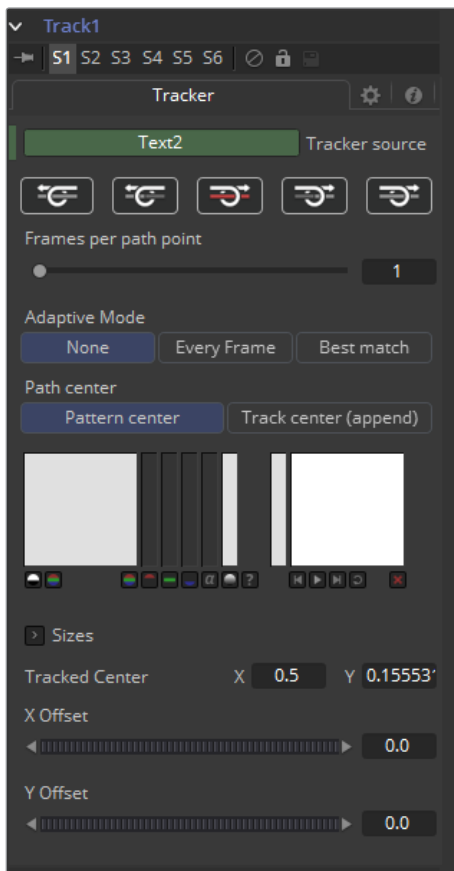 Track1
S1 S2 S3 S4 S5 S6
Tracker
Text2 Tracker source
Frames per path point
1
Adaptive Mode
None Every Frame Best match
Path center
Pattern center Track center (append)
α ?
Sizes
Tracked Center X 0.5 Y 0.15553
X Offset
0.0
Y Offset
0.0